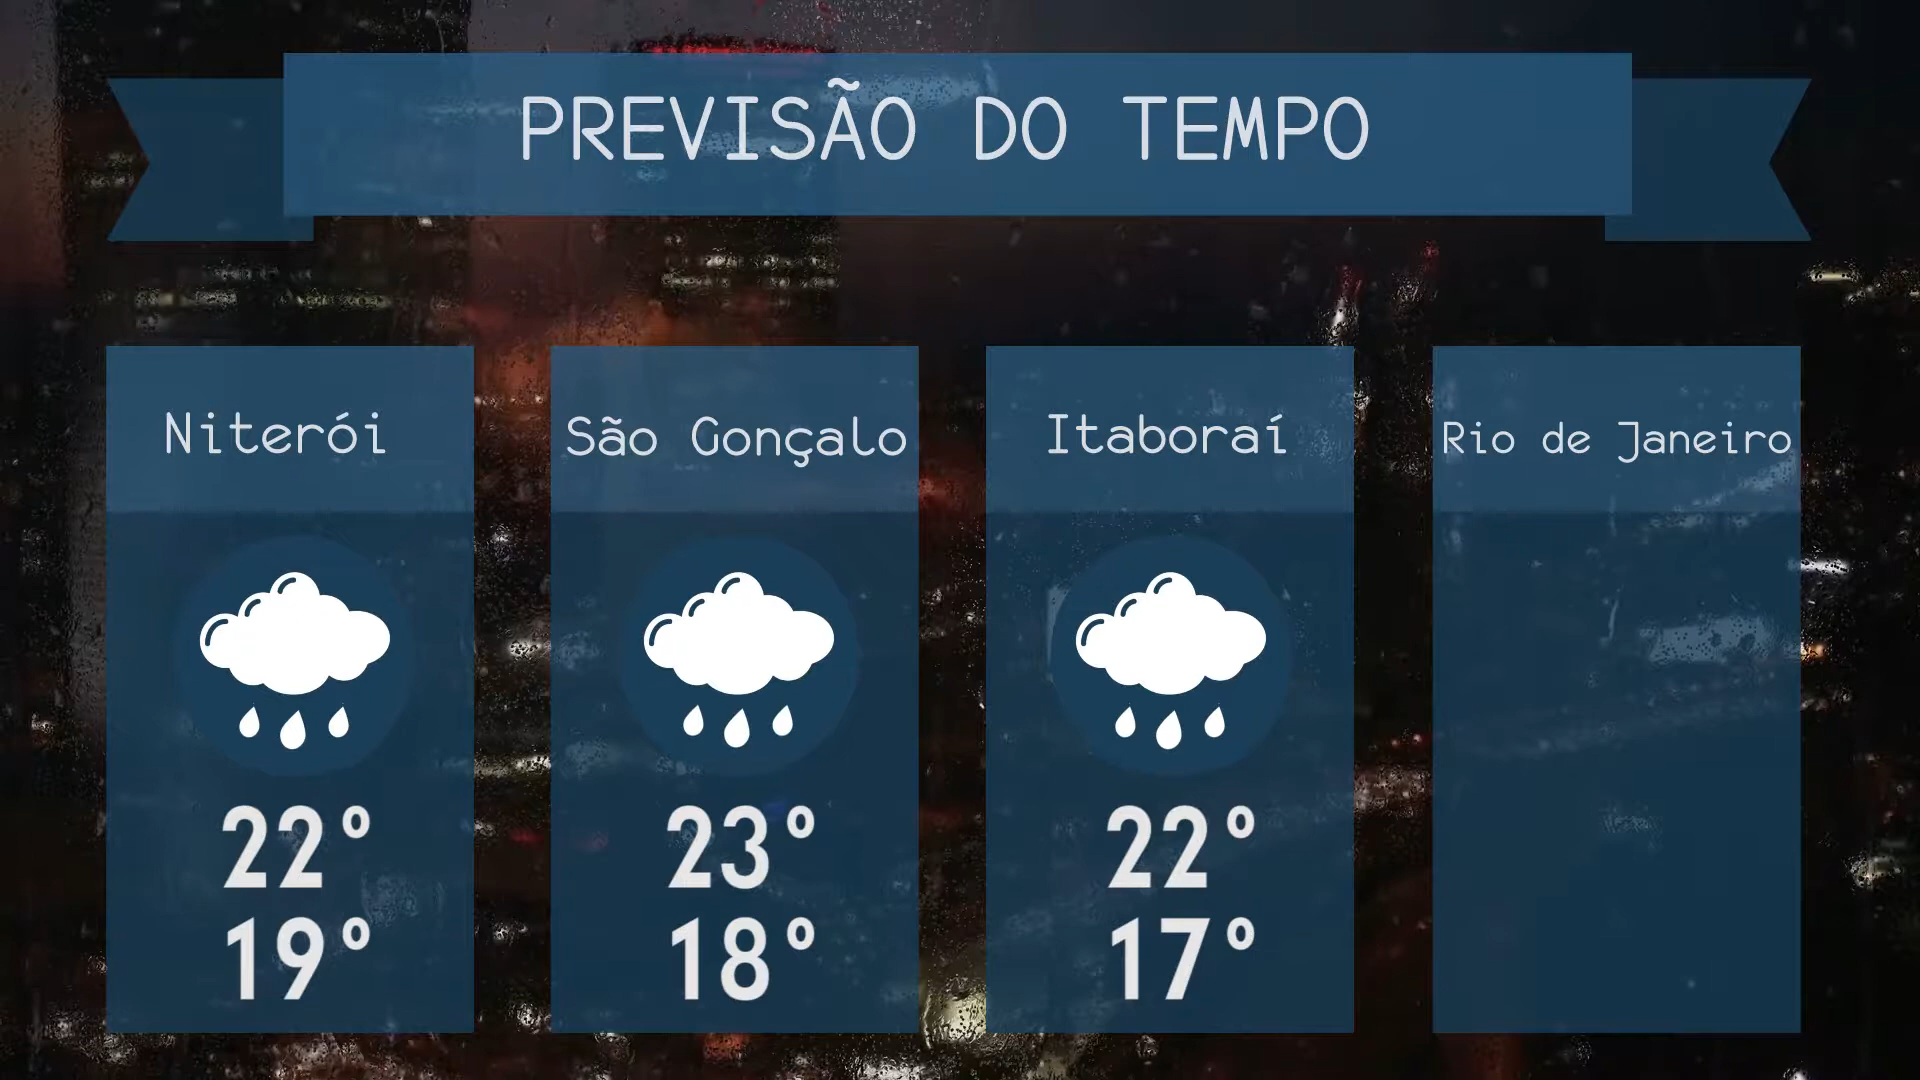 PREVISÃO DO TEMPO
Niterói
22°
19°
São Gonçalo
23°
18°
Itaboraí
22°
17°
Rio de Janeiro